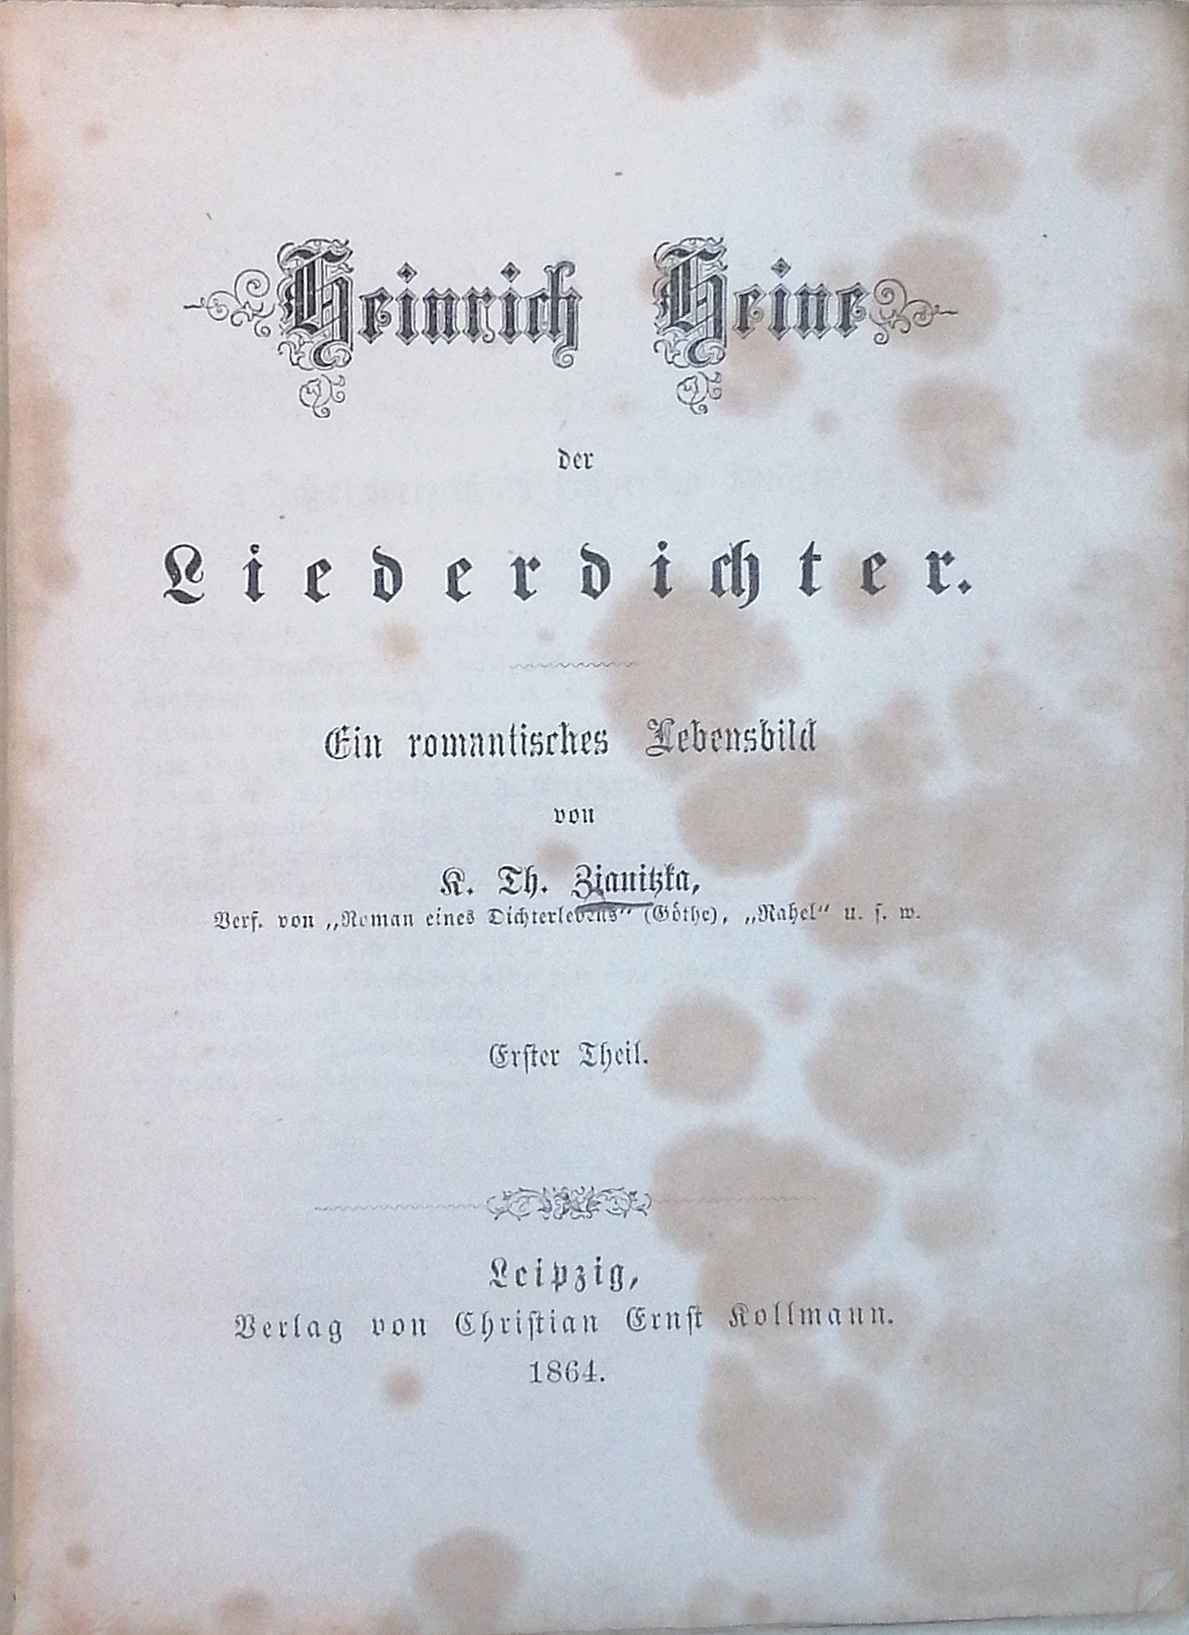 Heinrich Heine
der
Liederdichter.
Ein romantisches Lebensbild
von
K. Th. Zianitzka,
Verf. von „Roman eines Dichterlebens“ (Göthe), „Rahel“ u. s. w.
Erster Theil.
Leipzig,
Verlag von Christian Ernst Kollmann.
1864.